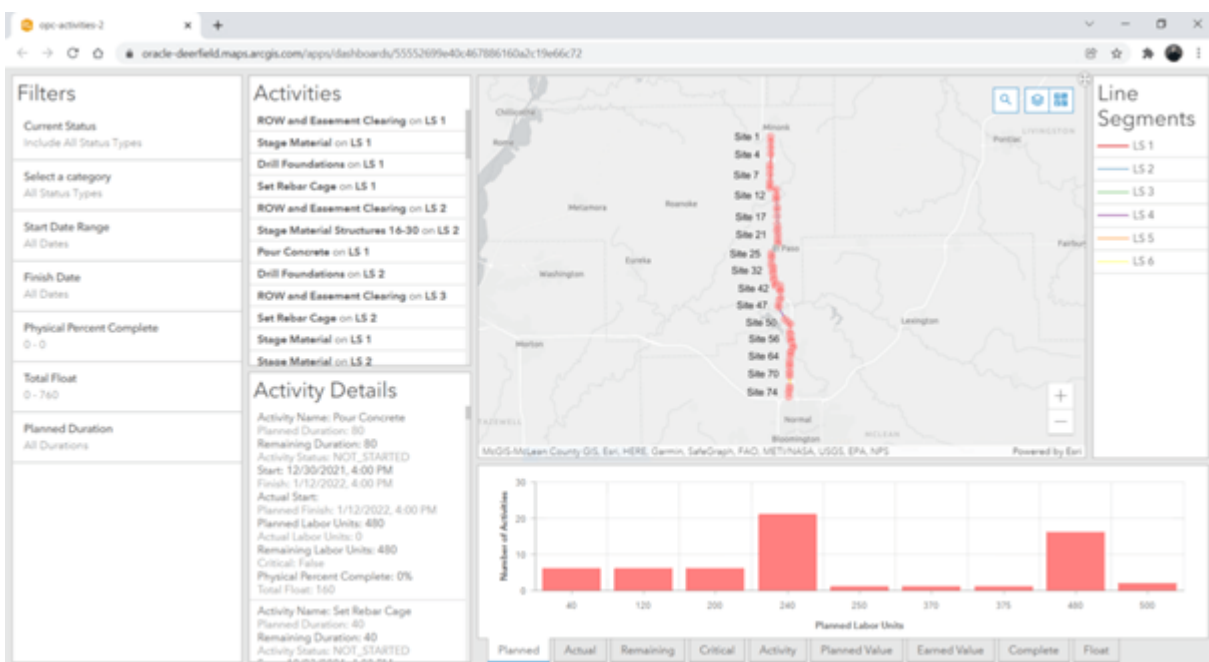 opc-activities-2
oracle-deerfield.maps.arcgis.com/apps/dashboards/55552699e40c467886160a2c19e66c72
Filters
Current Status
Include All Status Types
Select a category
All Status Types
Start Date Range
All Dates
Finish Date
All Dates
Physical Percent Complete
0 - 0
Total Float
0 - 760
Planned Duration
All Durations
Activities
ROW and Easement Clearing on LS 1
Stage Material on LS 1
Drill Foundations on LS 1
Set Rebar Cage on LS 1
ROW and Easement Clearing on LS 2
Stage Material Structures 16-30 on LS 2
Pour Concrete on LS 1
Drill Foundations on LS 2
ROW and Easement Clearing on LS 3
Set Rebar Cage on LS 2
Stage Material on LS 1
Stage Material on LS 2
Activity Details
Activity Name: Pour Concrete
Planned Duration: 80
Remaining Duration: 80
Activity Status: NOT_STARTED
Start: 12/30/2021, 4:00 PM
Finish: 1/12/2022, 4:00 PM
Actual Start:
Planned Finish: 1/12/2022, 4:00 PM
Planned Labor Units: 480
Actual Labor Units: 0
Remaining Labor Units: 480
Critical: False
Physical Percent Complete: 0%
Total Float: 160
Activity Name: Set Rebar Cage
Planned Duration: 40
Remaining Duration: 40
Activity Status: NOT_STARTED
Chillicothe
Rome
Minonk
Pontiac
LIVINGSTON
Metamora
Roanoke
El Paso
Eureka
Washington
Fairbur
Lexington
Morton
TAZEWELL
Normal
Bloomington
MCLEAN
Site 1
Site 4
Site 7
Site 12
Site 17
Site 21
Site 25
Site 32
Site 42
Site 47
Site 50
Site 56
Site 64
Site 70
Site 74
+
−
McGIS-McLean County GIS, Esri, HERE, Garmin, SafeGraph, FAO, METI/NASA, USGS, EPA, NPS
Powered by Esri
Line
Segments
LS 1
LS 2
LS 3
LS 4
LS 5
LS 6
Number of Activities
30
20
10
0
40 120 200 240 250 370 375 480 500
Planned Labor Units
Planned Actual Remaining Critical Activity Planned Value Earned Value Complete Float